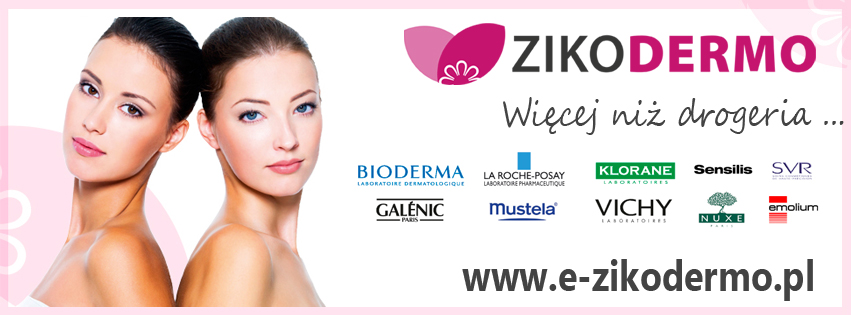 ZIKODERMO
Więcej niż drogeria ...
BIODERMA
LABORATOIRE DERMATOLOGIQUE
LA ROCHE-POSAY
LABORATOIRE PHARMACEUTIQUE
KLORANE
LABORATOIRES
Sensilis
SVR
GALÉNIC
PARIS
Mustela
VICHY
LABORATOIRES
NUXE
PARIS
emolium
www.e-zikodermo.pl